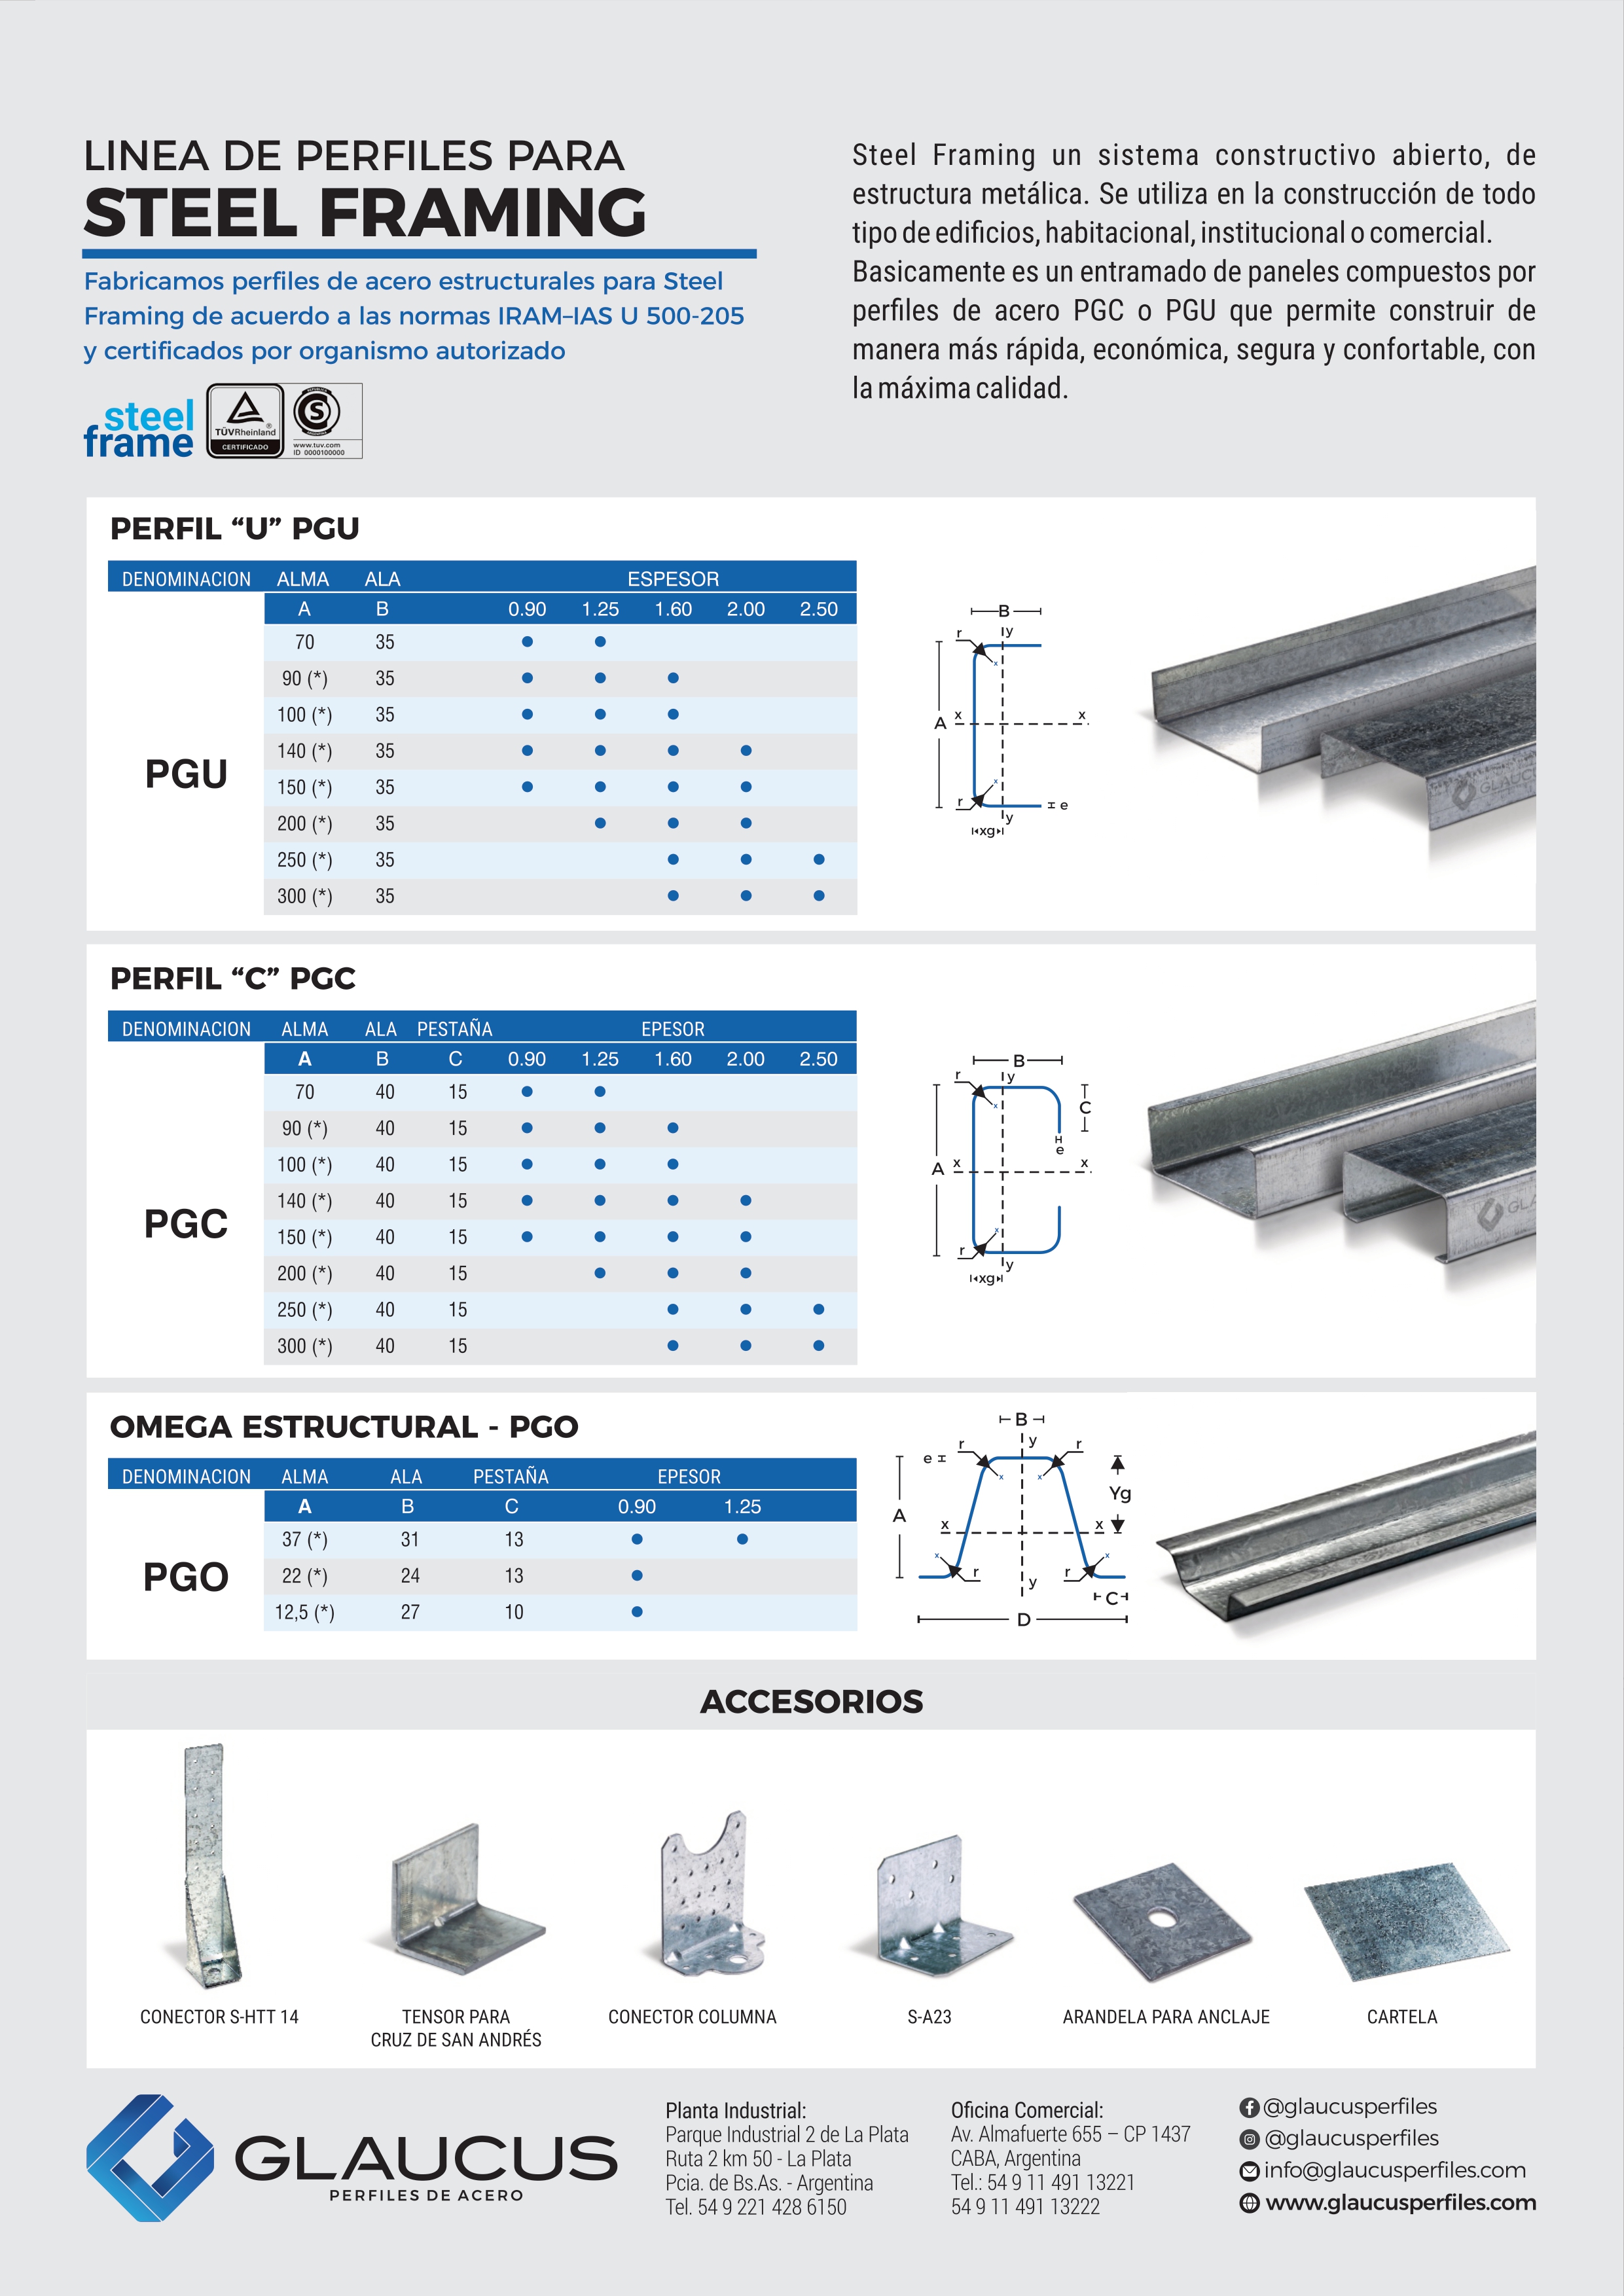 LINEA DE PERFILES PARA
STEEL FRAMING
Fabricamos perfiles de acero estructurales para Steel
Framing de acuerdo a las normas IRAM–IAS U 500-205
y certificados por organismo autorizado
steel
frame
TÜVRheinland®
CERTIFICADO
S
www.tuv.com
ID 0000100000
Steel Framing un sistema constructivo abierto, de
estructura metálica. Se utiliza en la construcción de todo
tipo de edificios, habitacional, institucional o comercial.
Basicamente es un entramado de paneles compuestos por
perfiles de acero PGC o PGU que permite construir de
manera más rápida, económica, segura y confortable, con
la máxima calidad.
PERFIL “U” PGU
DENOMINACION ALMA ALA ESPESOR
A B 0.90 1.25 1.60 2.00 2.50
PGU
70 35 ● ●
90 (*) 35 ● ● ●
100 (*) 35 ● ● ●
140 (*) 35 ● ● ● ●
150 (*) 35 ● ● ● ●
200 (*) 35 ● ● ●
250 (*) 35 ● ● ●
300 (*) 35 ● ● ●
B
r y
x
A x x
x
r e
y
xg
GLAUC
PERFIL “C” PGC
DENOMINACION ALMA ALA PESTAÑA EPESOR
A B C 0.90 1.25 1.60 2.00 2.50
PGC
70 40 15 ● ●
90 (*) 40 15 ● ● ●
100 (*) 40 15 ● ● ●
140 (*) 40 15 ● ● ● ●
150 (*) 40 15 ● ● ● ●
200 (*) 40 15 ● ● ●
250 (*) 40 15 ● ● ●
300 (*) 40 15 ● ● ●
B
r y
x C
e
A x x
x
r
y
xg
GLA
OMEGA ESTRUCTURAL - PGO
DENOMINACION ALMA ALA PESTAÑA EPESOR
A B C 0.90 1.25
PGO
37 (*) 31 13 ● ●
22 (*) 24 13 ●
12,5 (*) 27 10 ●
B
e r y r
x x
Yg
A
x x
x x
r y r
C
D
ACCESORIOS
CONECTOR S-HTT 14
TENSOR PARA
CRUZ DE SAN ANDRÉS
CONECTOR COLUMNA
S-A23
ARANDELA PARA ANCLAJE
CARTELA
GLAUCUS
PERFILES DE ACERO
Planta Industrial:
Parque Industrial 2 de La Plata
Ruta 2 km 50 - La Plata
Pcia. de Bs.As. - Argentina
Tel. 54 9 221 428 6150
Oficina Comercial:
Av. Almafuerte 655 – CP 1437
CABA, Argentina
Tel.: 54 9 11 491 13221
54 9 11 491 13222
@glaucusperfiles
@glaucusperfiles
info@glaucusperfiles.com
www.glaucusperfiles.com